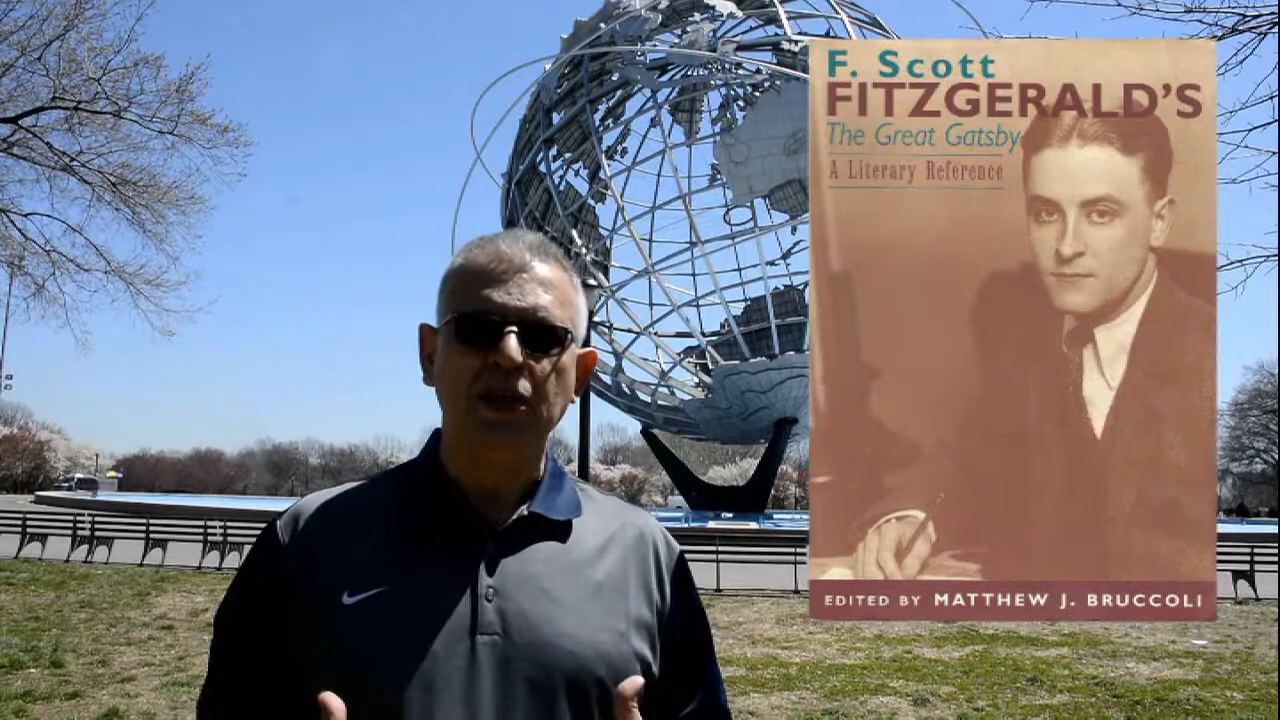 F. Scott
FITZGERALD'S
The Great Gatsby
A Literary Reference
EDITED BY MATTHEW J. BRUCCOLI